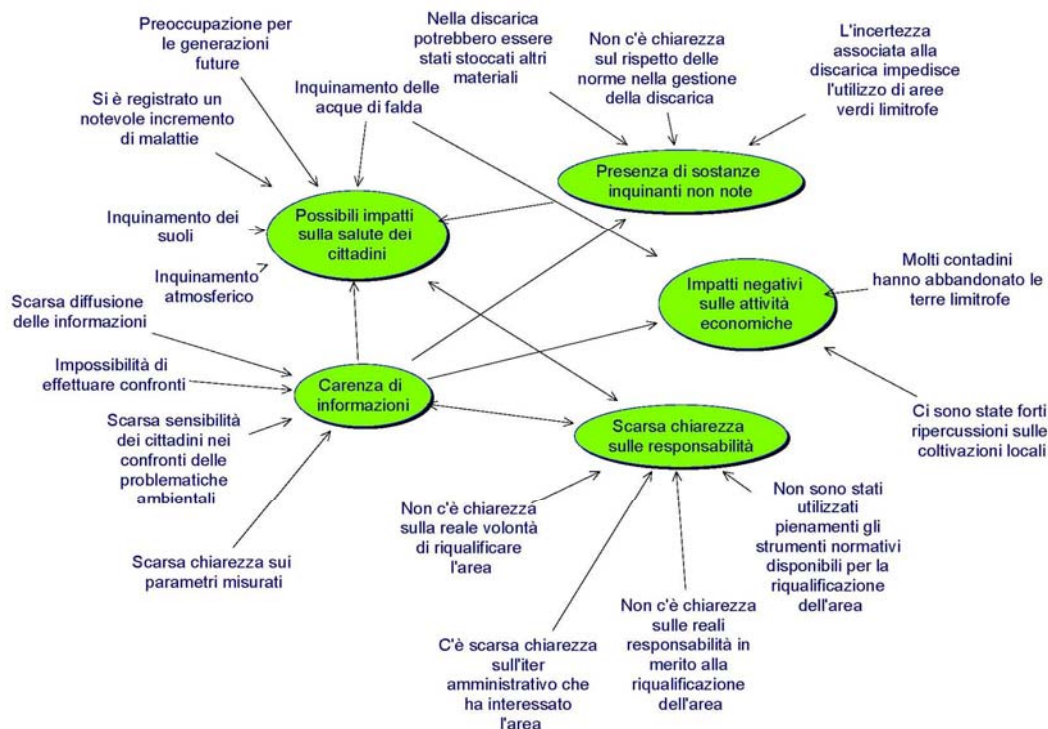 Preoccupazione per
le generazioni
future
Nella discarica
potrebbero essere
stati stoccati altri
materiali
Non c'è chiarezza
sul rispetto delle
norme nella gestione
della discarica
L'incertezza
associata alla
discarica impedisce
l'utilizzo di aree
verdi limitrofe
Si è registrato un
notevole incremento
di malattie
Inquinamento delle
acque di falda
Presenza di sostanze
inquinanti non note
Possibili impatti
sulla salute dei
cittadini
Inquinamento dei
suoli
Inquinamento
atmosferico
Impatti negativi
sulle attività
economiche
Molti contadini
hanno abbandonato le
terre limitrofe
Scarsa diffusione
delle informazioni
Impossibilità di
effettuare confronti
Carenza di
informazioni
Scarsa sensibilità
dei cittadini nei
confronti delle
problematiche
ambientali
Scarsa chiarezza
sulle responsabilità
Ci sono state forti
ripercussioni sulle
coltivazioni locali
Scarsa chiarezza sui
parametri misurati
Non c'è chiarezza
sulla reale volontà
di riqualificare
l'area
Non sono stati
utilizzati
pienamenti gli
strumenti normativi
disponibili per la
riqualificazione
dell'area
C'è scarsa chiarezza
sull'iter
amministrativo che
ha interessato
l'area
Non c'è chiarezza
sulle reali
responsabilità in
merito alla
riqualificazione
dell'area